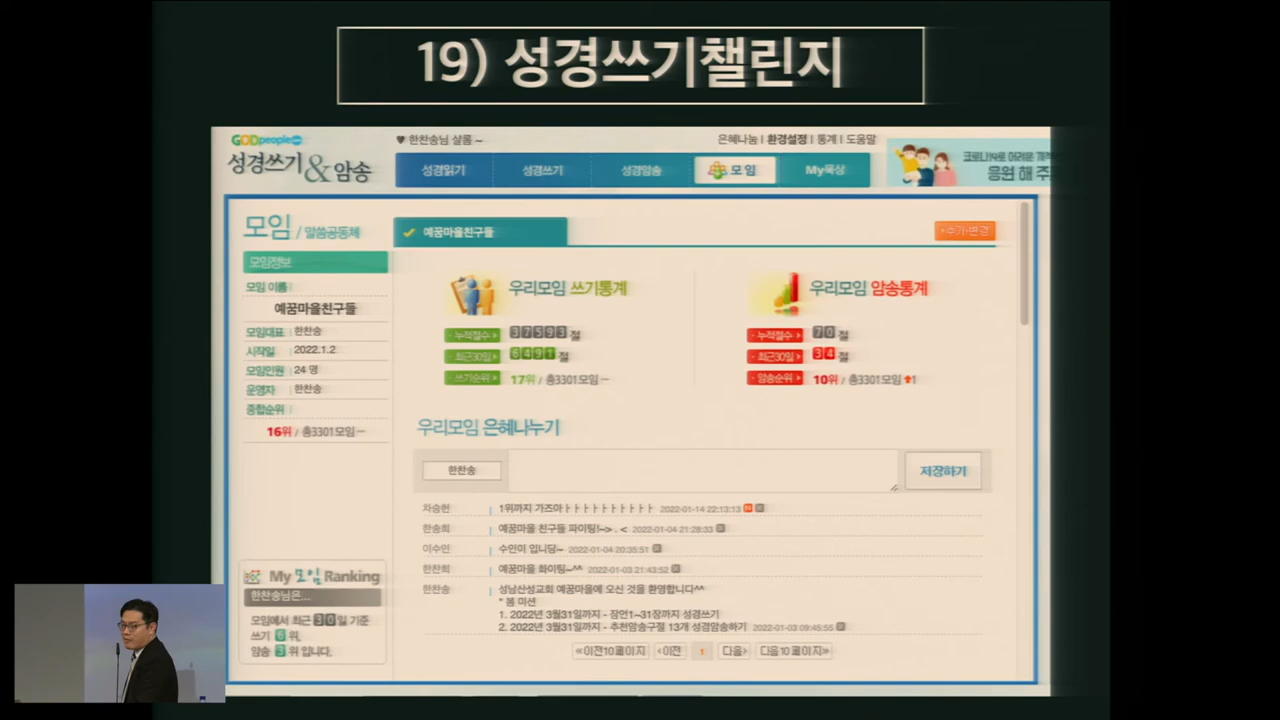 19) 성경쓰기챌린지
GODpeople
성경쓰기&암송
♥ 한찬송님 샬롬 ~
은혜나눔 | 환경설정 | 통계 | 도움말
성경읽기
성경쓰기
성경암송
모임
My묵상
코로나19로 어려운
응원 해
모임 / 말씀공동체
✓ 예꿈마을친구들
추가·변경
모임정보
모임 이름
예꿈마을친구들
모임대표 한찬송
시작일 2022.1.2
모임인원 24 명
운영자 한찬송
종합순위
16위 / 총3301모임 ―
우리모임 쓰기통계
누적절수 37593 절
최근30일 6491 절
쓰기순위 17위 / 총3301모임 ―
우리모임 암송통계
누적절수 70 절
최근30일 34 절
암송순위 10위 / 총3301모임 ↑1
우리모임 은혜나누기
한찬송
저장하기
차승헌 | 1위까지 가즈아ㅏㅏㅏㅏㅏㅏㅏㅏㅏㅏ 2022-01-14 22:13:13
한송희 | 예꿈마을 친구들 파이팅!~> . < 2022-01-04 21:28:33
이수인 | 수인이 입니당~ 2022-01-04 20:35:51
한찬희 | 예꿈마을 화이팅~^^ 2022-01-03 21:43:52
한찬송 | 성남산성교회 예꿈마을에 오신 것을 환영합니다^^
* 봄 미션
1. 2022년 3월31일까지 - 잠언1~31장까지 성경쓰기
2. 2022년 3월31일까지 - 추천암송구절 13개 성경암송하기 2022-01-03 09:45:55
«이전10페이지 ‹이전 1 다음› 다음10페이지»
My 모임 Ranking
한찬송님은...
모임에서 최근 30일 기준
쓰기 6 위,
암송 3 위 입니다.